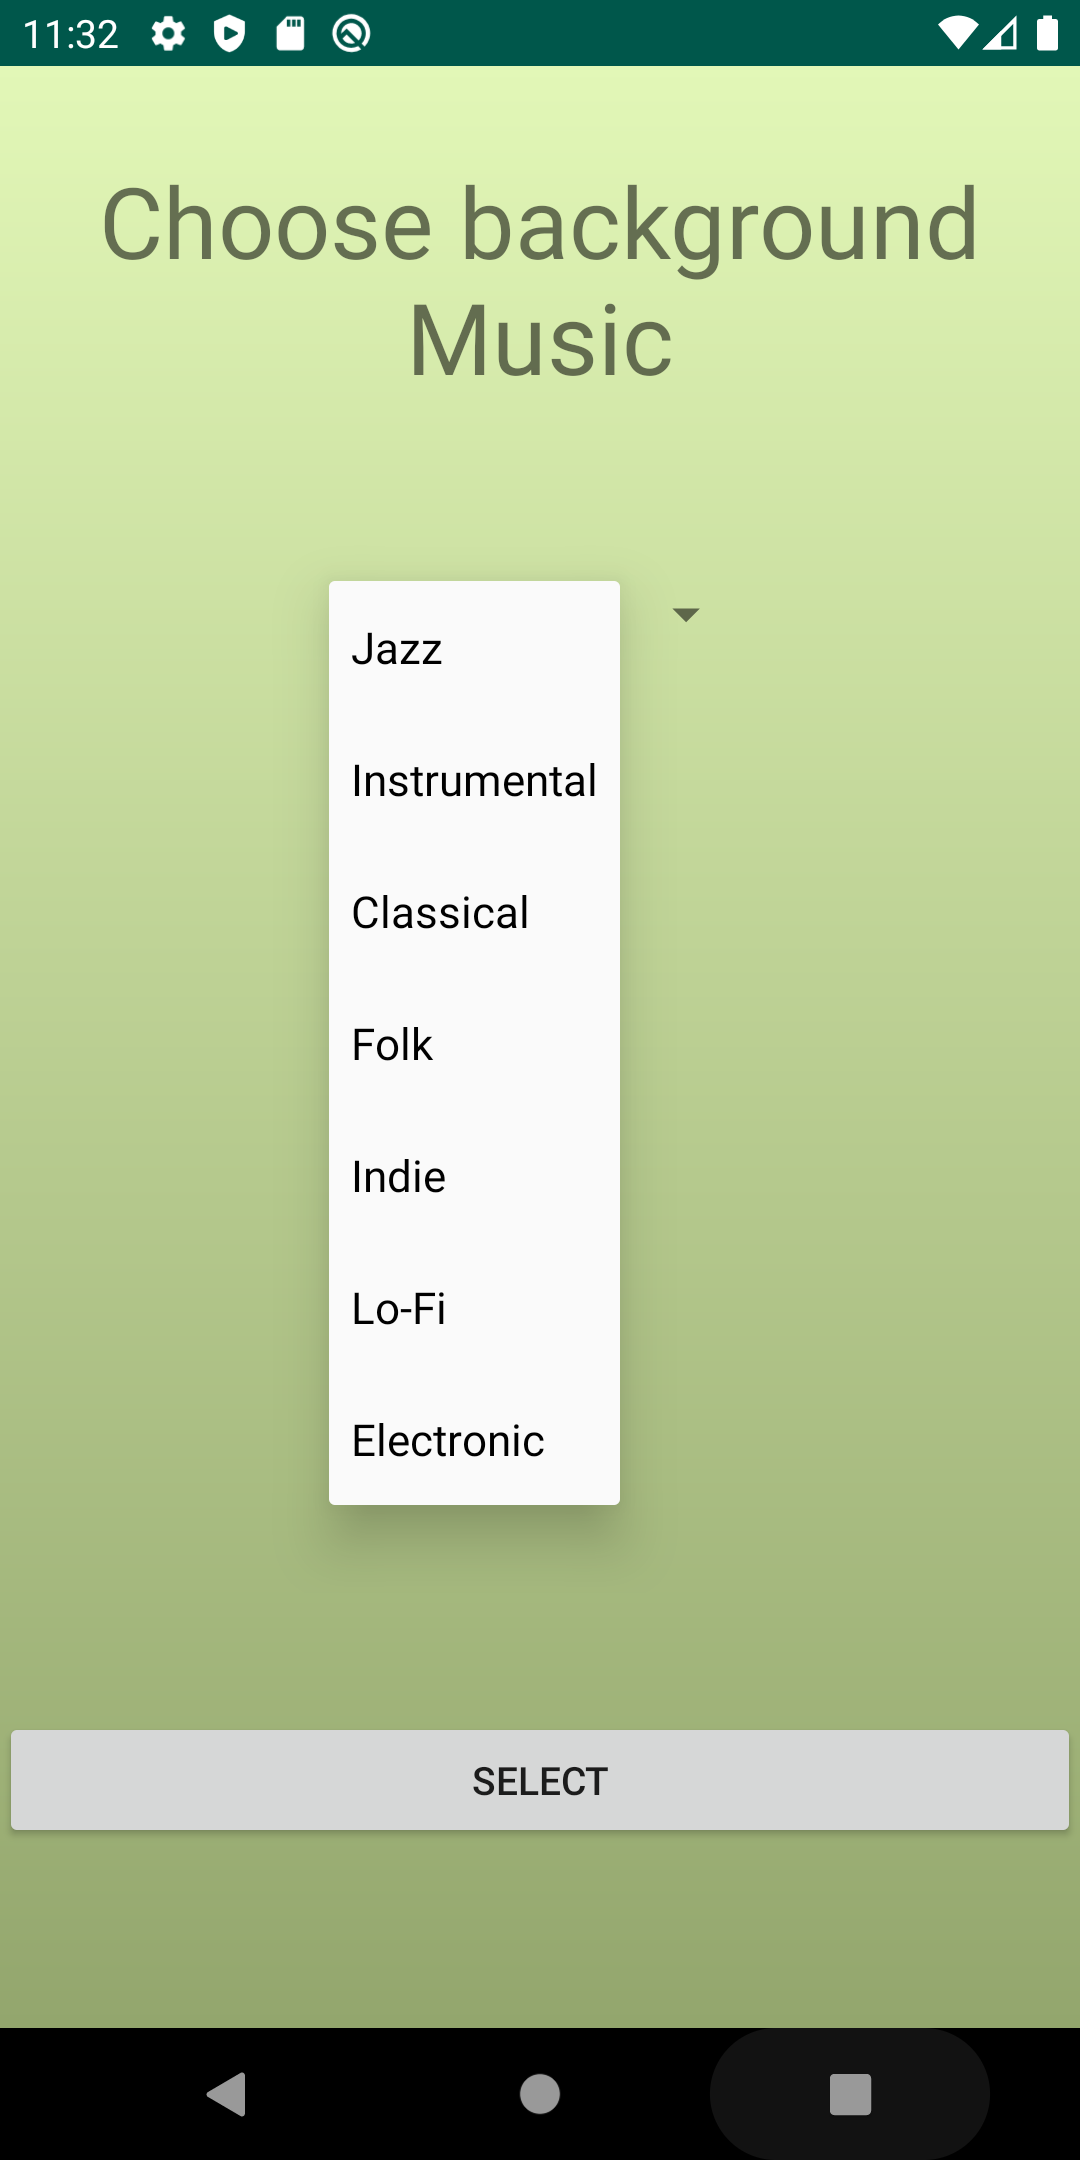 11:32
Choose background
Music
Jazz
Instrumental
Classical
Folk
Indie
Lo-Fi
Electronic
SELECT